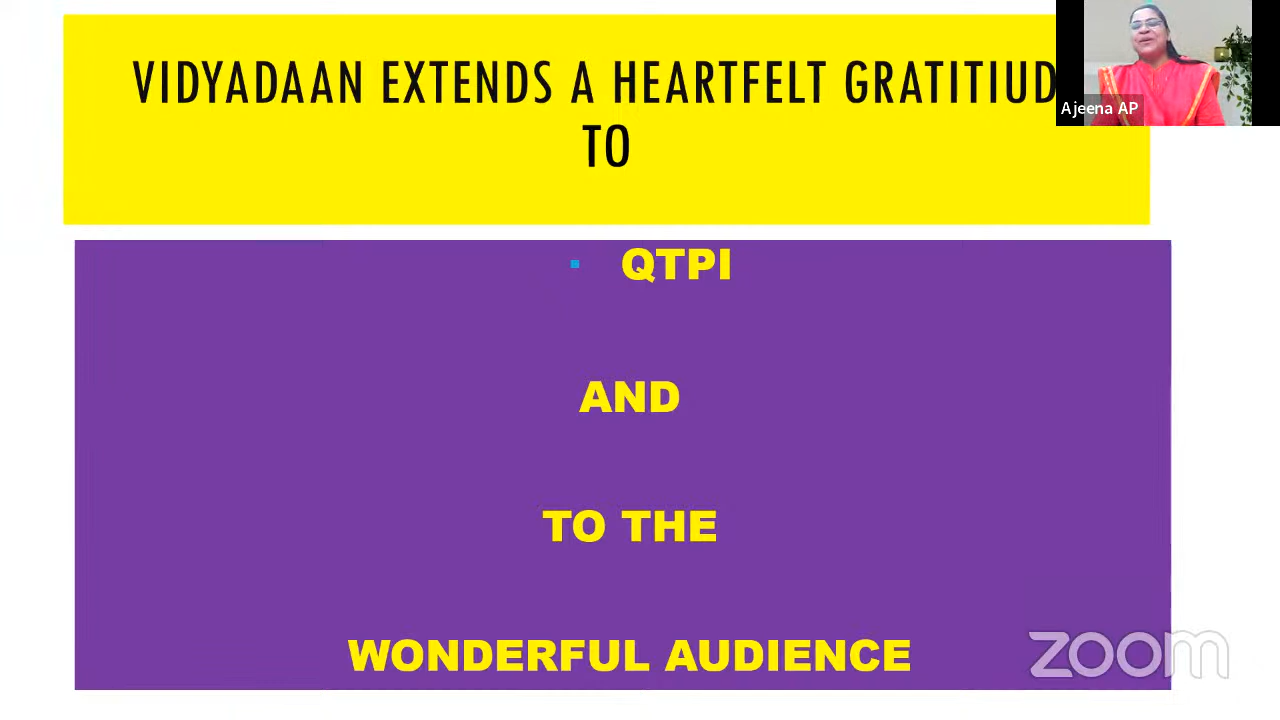 VIDYADAAN EXTENDS A HEARTFELT GRATITIUD
TO
Ajeena AP
▪ QTPI
AND
TO THE
WONDERFUL AUDIENCE
zoom